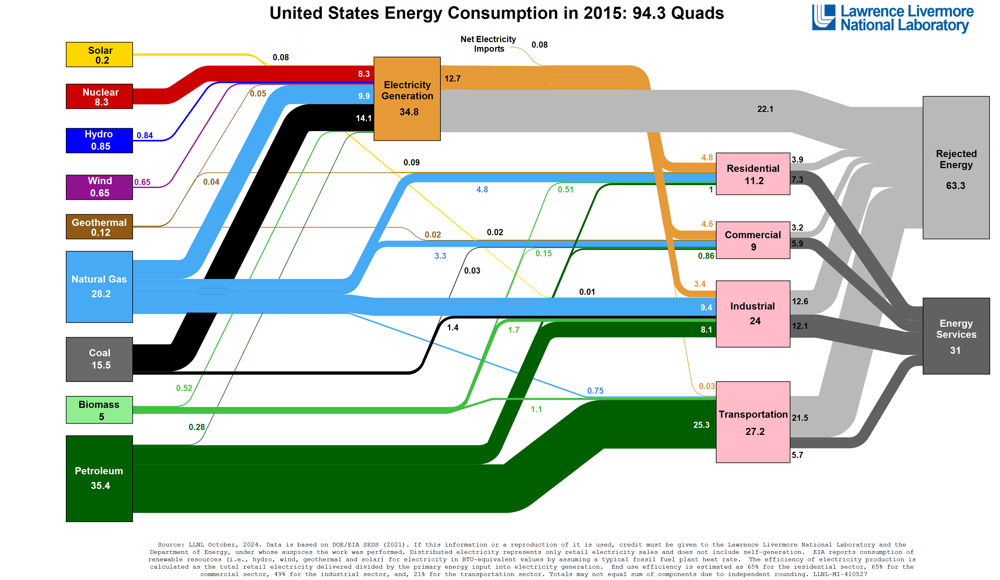 United States Energy Consumption in 2015: 94.3 Quads
Lawrence Livermore
National Laboratory
Net Electricity
Imports
0.08
Solar
0.2
0.08
Nuclear
8.3
8.3
Hydro
0.85
0.84
Wind
0.65
0.65
Geothermal
0.12
0.05
0.04
0.02
Natural Gas
28.2
9.9
Coal
15.5
14.1
Biomass
5
0.52
Petroleum
35.4
0.28
Electricity
Generation
34.8
12.7
22.1
0.09
4.8
0.51
4.8
1
Residential
11.2
3.9
7.3
0.02
3.3
0.03
0.15
4.6
0.86
Commercial
9
3.2
5.9
0.01
3.4
9.4
1.4
1.7
8.1
Industrial
24
12.6
12.1
0.03
0.75
1.1
25.3
Transportation
27.2
21.5
5.7
Rejected
Energy
63.3
Energy
Services
31
Source: LLNL October, 2024. Data is based on DOE/EIA SEDS (2021). If this information or a reproduction of it is used, credit must be given to the Lawrence Livermore National Laboratory and the
Department of Energy, under whose auspices the work was performed. Distributed electricity represents only retail electricity sales and does not include self-generation.  EIA reports consumption of
renewable resources (i.e., hydro, wind, geothermal and solar) for electricity in BTU-equivalent values by assuming a typical fossil fuel plant heat rate.  The efficiency of electricity production is
calculated as the total retail electricity delivered divided by the primary energy input into electricity generation.  End use efficiency is estimated as 65% for the residential sector, 65% for the
commercial sector, 49% for the industrial sector, and, 21% for the transportation sector. Totals may not equal sum of components due to independent rounding. LLNL-MI-410527